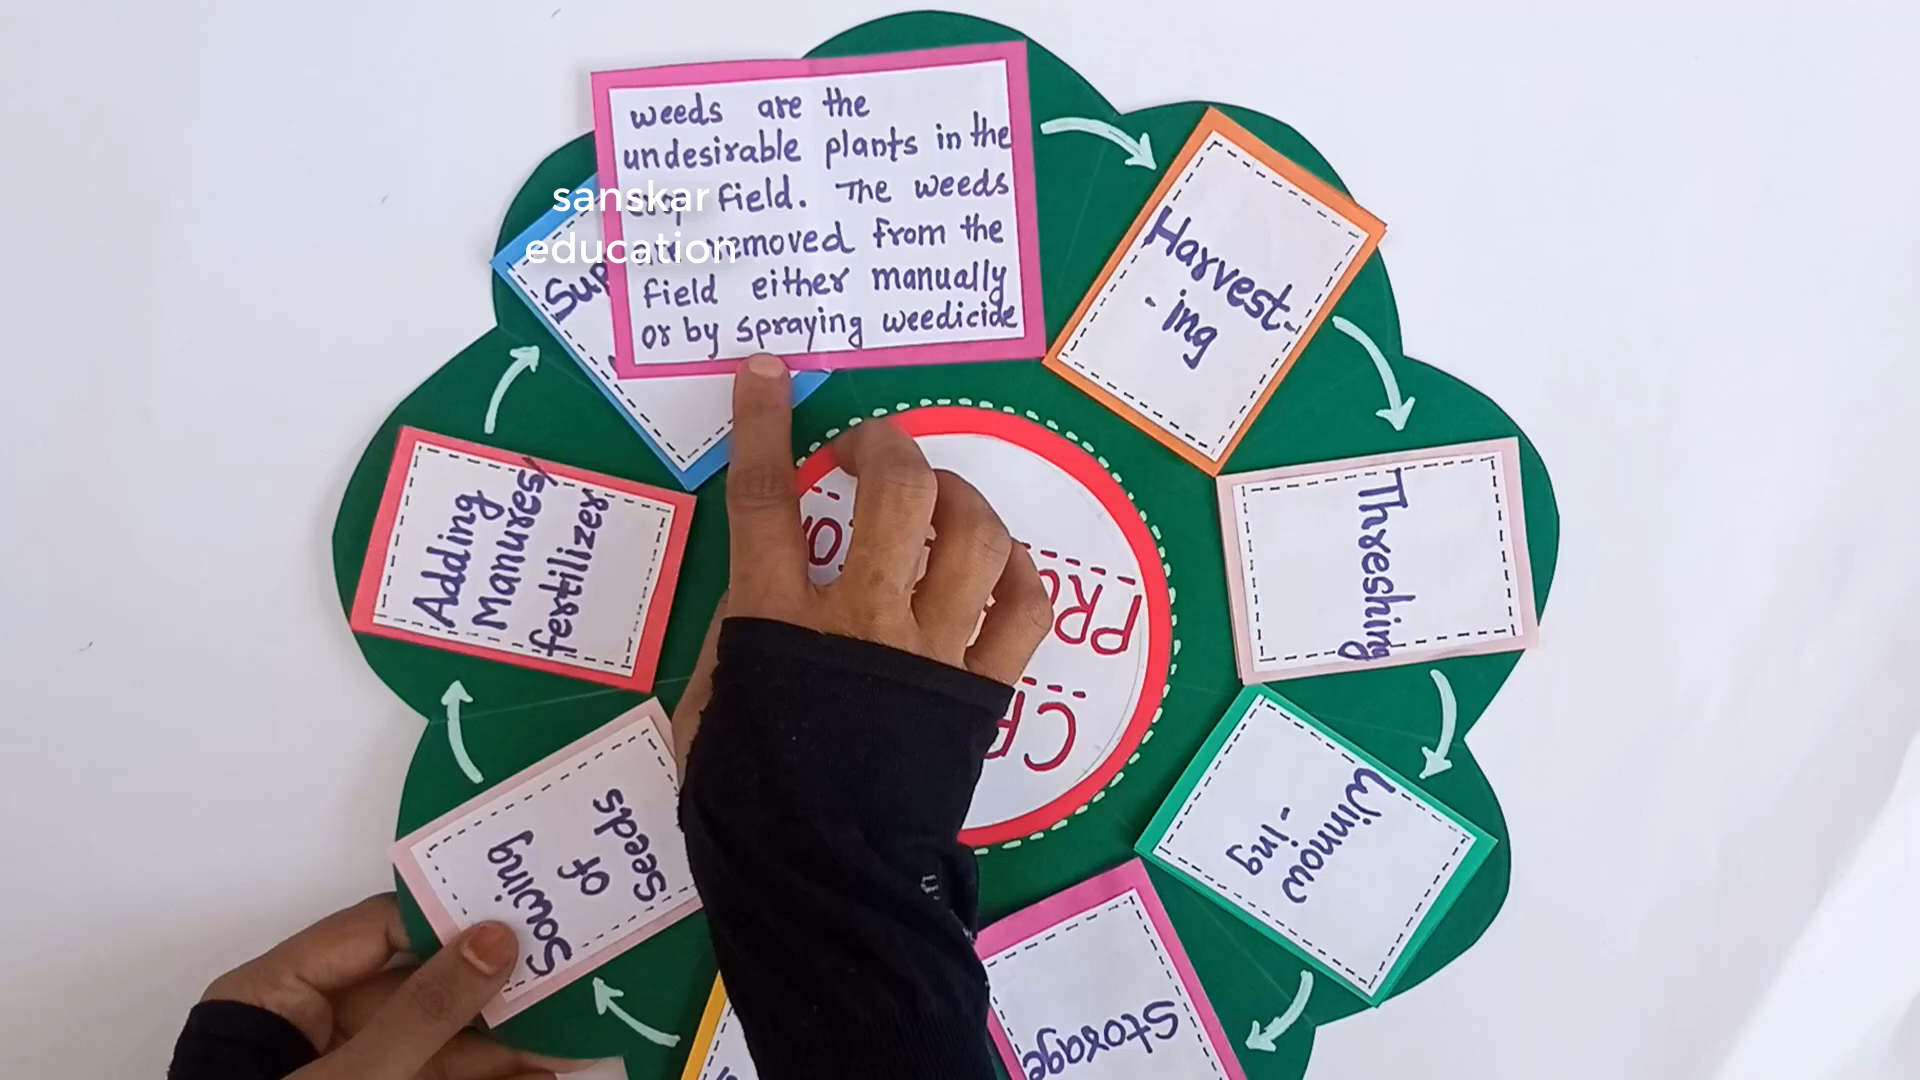 weeds are the
undesirable plants in the
field. The weeds
removed from the
field either manually
or by spraying weedicide
sanskar
education
Harvest-
-ing
Threshing
Winnow
-ing
Storage
Sowing
of
Seeds
Adding
Manures/
fertilizer
Sup